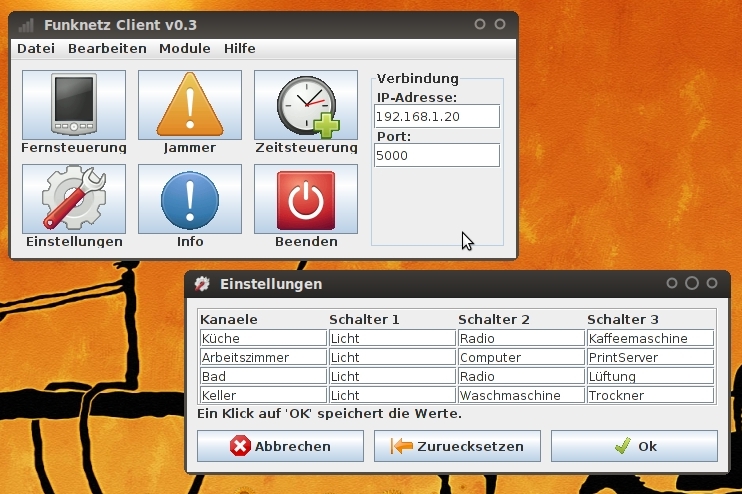 Funknetz Client v0.3
Datei Bearbeiten Module Hilfe
Fernsteuerung Jammer Zeitsteuerung
Einstellungen Info Beenden
Verbindung
IP-Adresse:
192.168.1.20
Port:
5000
Einstellungen
Kanaele Schalter 1 Schalter 2 Schalter 3
Küche Licht Radio Kaffeemaschine
Arbeitszimmer Licht Computer PrintServer
Bad Licht Radio Lüftung
Keller Licht Waschmaschine Trockner
Ein Klick auf 'OK' speichert die Werte.
Abbrechen Zuruecksetzen Ok